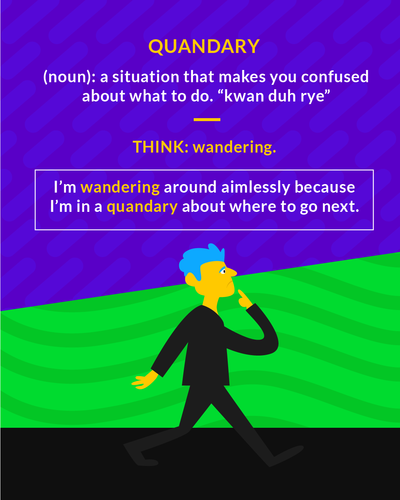 QUANDARY
(noun): a situation that makes you confused
about what to do. “kwan duh rye”
THINK: wandering.
I’m wandering around aimlessly because
I’m in a quandary about where to go next.